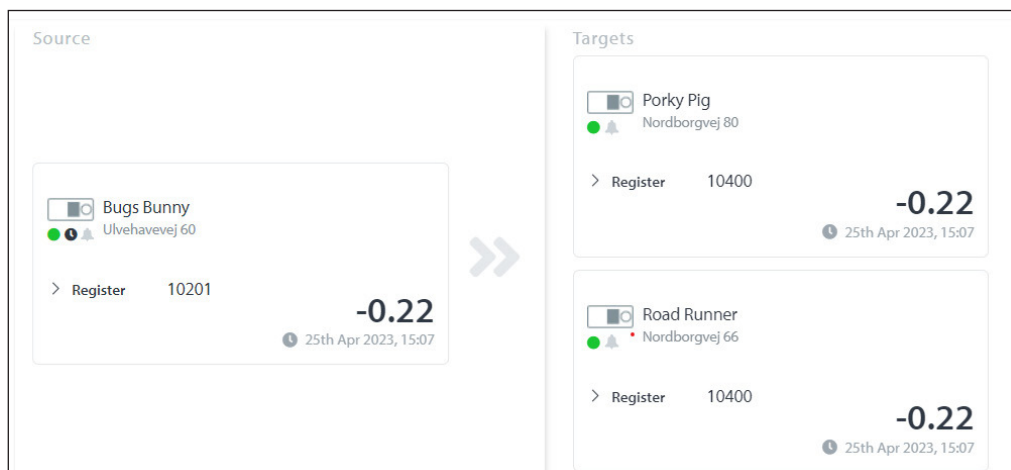 Source
Bugs Bunny
Ulvehavevej 60
Register 10201
-0.22
25th Apr 2023, 15:07
Targets
Porky Pig
Nordborgvej 80
Register 10400
-0.22
25th Apr 2023, 15:07
Road Runner
Nordborgvej 66
Register 10400
-0.22
25th Apr 2023, 15:07